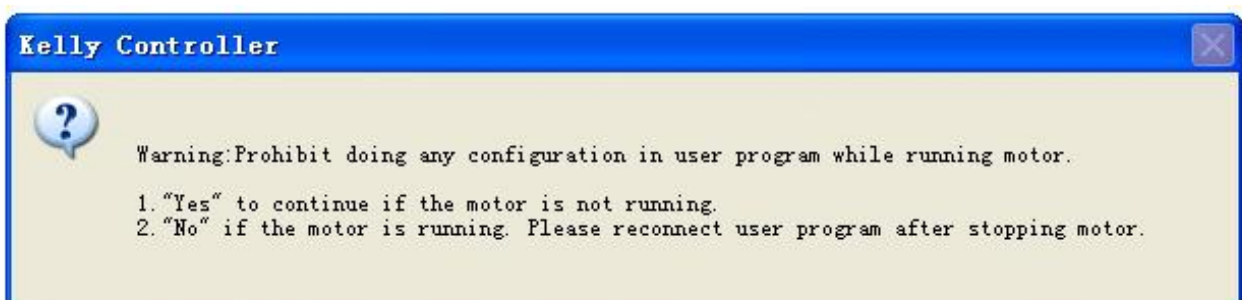 Kelly Controller
?
Warning:Prohibit doing any configuration in user program while running motor.
1."Yes" to continue if the motor is not running.
2."No" if the motor is running. Please reconnect user program after stopping motor.